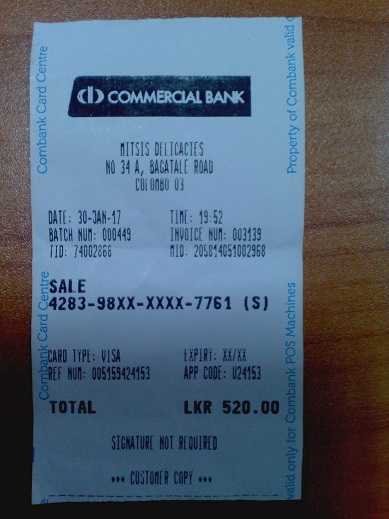 COMMERCIAL BANK
MITSIS DELICACIES
NO 34 A, BAGATALE ROAD
COLOMBO 03
DATE: 30-JAN-17 TIME: 19:52
BATCH NUM: 000449 INVOICE NUM: 003139
TID: 74002868 MID: 205814051002968
SALE
4283-98XX-XXXX-7761 (S)
CARD TYPE: VISA EXPIRY: XX/XX
REF NUM: 005159424153 APP CODE: U24153
TOTAL LKR 520.00
SIGNATURE NOT REQUIRED
*** CUSTOMER COPY ***
Combank Card Centre
Combank Card Centre
Property of Combank valid o
valid only for Combank POS Machines